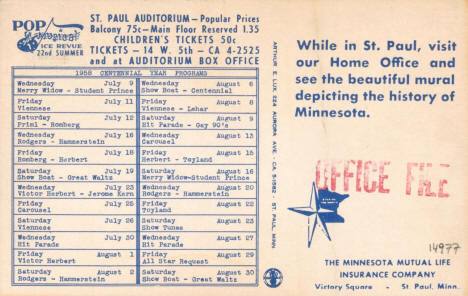 POP
Concerts
ICE REVUE
22nd SUMMER
ST. PAUL AUDITORIUM—Popular Prices
Balcony 75c—Main Floor Reserved 1.35
CHILDREN'S TICKETS 50c
TICKETS - 14 W. 5th - CA 4-2525
and at AUDITORIUM BOX OFFICE
1958 CENTENNIAL YEAR PROGRAMS
Wednesday July 9
Merry Widow - Student Prince
Friday July 11
Viennese
Saturday July 12
Friml - Romberg
Wednesday July 16
Rodgers - Hammerstein
Friday July 18
Romberg - Herbert
Saturday July 19
Show Boat - Great Waltz
Wednesday July 23
Victor Herbert - Jerome Kern
Friday July 25
Carousel
Saturday July 26
Viennese
Wednesday July 30
Hit Parade
Friday August 1
Victor Herbert
Saturday August 2
Rodgers - Hammerstein
Wednesday August 6
Show Boat - Centennial
Friday August 8
Viennese - Lehar
Saturday August 9
Hit Parade - Gay 90's
Wednesday August 13
Carousel
Friday August 15
Herbert - Toyland
Saturday August 16
Merry Widow-Student Prince
Wednesday August 20
Rodgers - Hammerstein
Friday August 22
Toyland
Saturday August 23
Show Tunes
Wednesday August 27
Hit Parade
Friday August 29
All Star Request
Saturday August 30
Show Boat - Great Waltz
ARTHUR E. LUX, 224 AURORA AVE. - CA. 5-1082 - ST. PAUL, MINN
While in St. Paul, visit
our Home Office and
see the beautiful mural
depicting the history of
Minnesota.
OFFICE FILE
14977
THE MINNESOTA MUTUAL LIFE
INSURANCE COMPANY
Victory Square - St. Paul, Minn.